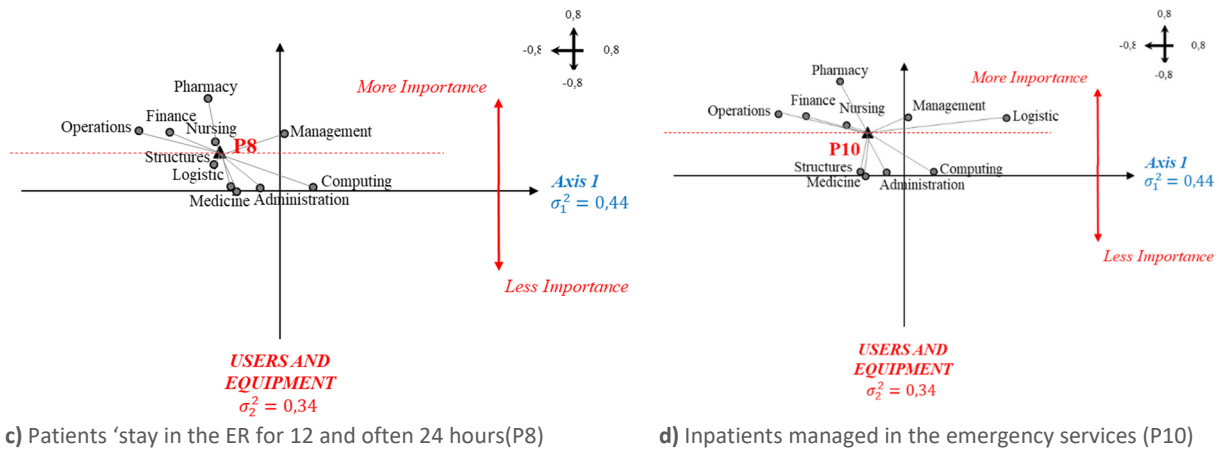 0,8
-0,8 0,8
-0,8
More Importance
Pharmacy
Finance
Operations
Nursing
Management
P8
Structures
Logistic
Computing
Medicine
Administration
Axis 1
σ₁² = 0,44
Less Importance
USERS AND
EQUIPMENT
σ₂² = 0,34
c) Patients ‘stay in the ER for 12 and often 24 hours(P8)
0,8
-0,8 0,8
-0,8
More Importance
Pharmacy
Finance
Management
Operations
Nursing
Logistic
P10
Structures
Computing
Medicine
Administration
Axis 1
σ₁² = 0,44
Less Importance
USERS AND
EQUIPMENT
σ₂² = 0,34
d) Inpatients managed in the emergency services (P10)